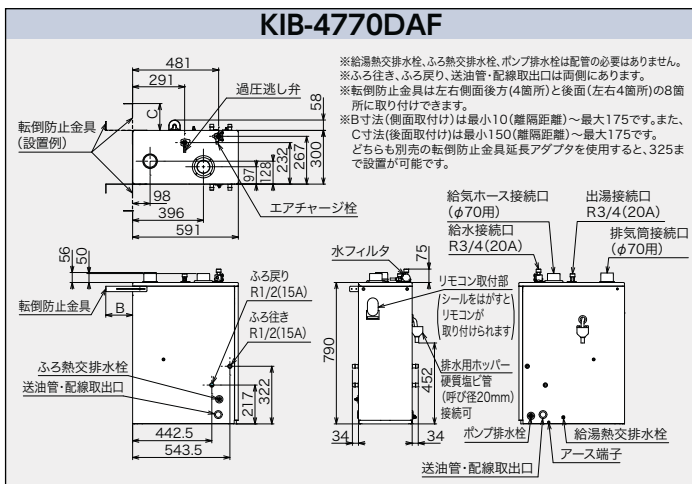 KIB-4770DAF
481
291
過圧逃し弁
58
C
転倒防止金具
(設置例)
98
396
591
97
128
232
267
300
エアチャージ栓
※給湯熱交排水栓、ふろ熱交排水栓、ポンプ排水栓は配管の必要はありません。
※ふろ往き、ふろ戻り、送油管・配線取出口は両側にあります。
※転倒防止金具は左右側面後方(4箇所)と後面(左右4箇所)の8箇
所に取り付けできます。
※B寸法(側面取付け)は最小10(離隔距離)～最大175です。また、
C寸法(後面取付け)は最小150(離隔距離)～最大175です。
どちらも別売の転倒防止金具延長アダプタを使用すると、325ま
で設置が可能です。
56
50
転倒防止金具
B
ふろ戻り
R1/2(15A)
ふろ往き
R1/2(15A)
ふろ熱交排水栓
送油管・配線取出口
217
322
442.5
543.5
水フィルタ
75
リモコン取付部
(シールをはがすと
リモコンが
取り付けられます)
790
排水用ホッパー
硬質塩ビ管
(呼び径20mm)
接続可
452
34
34
給気ホース接続口
(φ70用)
給水接続口
R3/4(20A)
出湯接続口
R3/4(20A)
排気筒接続口
(φ70用)
ポンプ排水栓
送油管・配線取出口
アース端子
給湯熱交排水栓